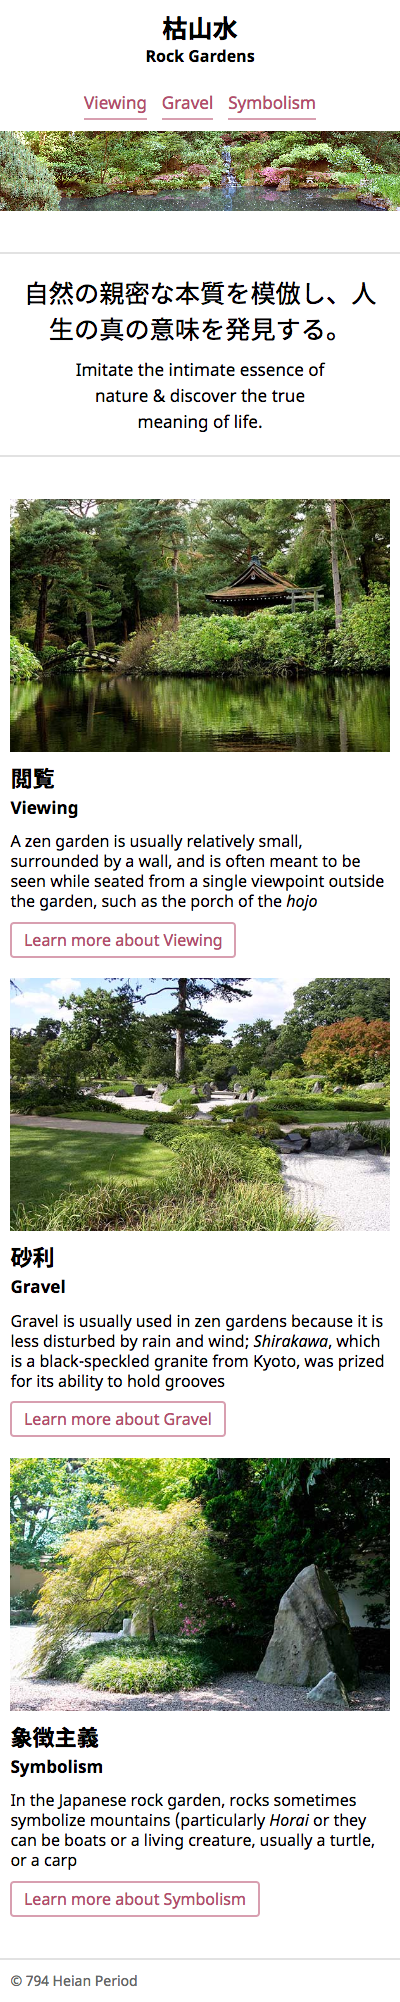 枯山水
Rock Gardens
Viewing Gravel Symbolism
自然の親密な本質を模倣し、人
生の真の意味を発見する。
Imitate the intimate essence of
nature & discover the true
meaning of life.
閲覧
Viewing
A zen garden is usually relatively small,
surrounded by a wall, and is often meant to be
seen while seated from a single viewpoint outside
the garden, such as the porch of the hojo
Learn more about Viewing
砂利
Gravel
Gravel is usually used in zen gardens because it is
less disturbed by rain and wind; Shirakawa, which
is a black-speckled granite from Kyoto, was prized
for its ability to hold grooves
Learn more about Gravel
象徴主義
Symbolism
In the Japanese rock garden, rocks sometimes
symbolize mountains (particularly Horai or they
can be boats or a living creature, usually a turtle,
or a carp
Learn more about Symbolism
© 794 Heian Period